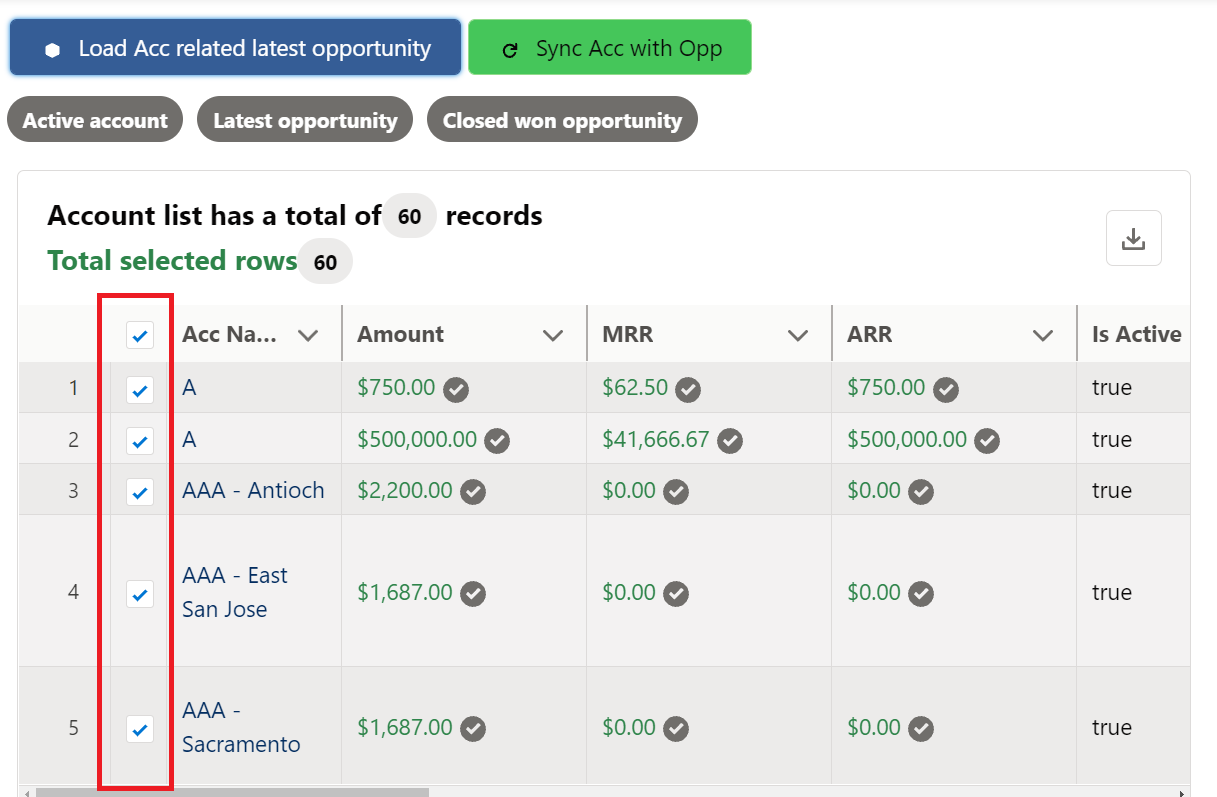 Load Acc related latest opportunity Sync Acc with Opp
Active account Latest opportunity Closed won opportunity
Account list has a total of 60 records
Total selected rows 60
Acc Na... Amount MRR ARR Is Active
1 A $750.00 $62.50 $750.00 true
2 A $500,000.00 $41,666.67 $500,000.00 true
3 AAA - Antioch $2,200.00 $0.00 $0.00 true
4 AAA - East
San Jose $1,687.00 $0.00 $0.00 true
5 AAA -
Sacramento $1,687.00 $0.00 $0.00 true